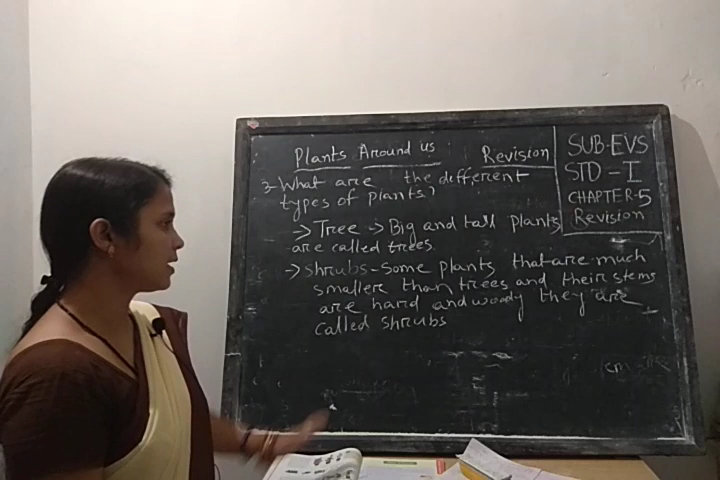 Plants Around us
Revision
SUB-EVS
STD-I
CHAPTER-5
Revision
3-What are the different
types of plants?
→ Tree → Big and tall plants
are called trees
→ Shrubs-Some plants that are much
smallere than trees and their stems
are hard and woody they are
called shrubs